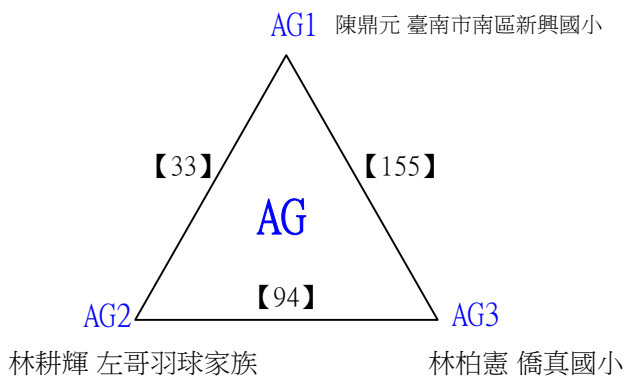 AG1 陳鼎元 臺南市南區新興國小
【33】 【155】
AG
【94】
AG2 AG3
林耕輝 左哥羽球家族 林柏憲 僑真國小